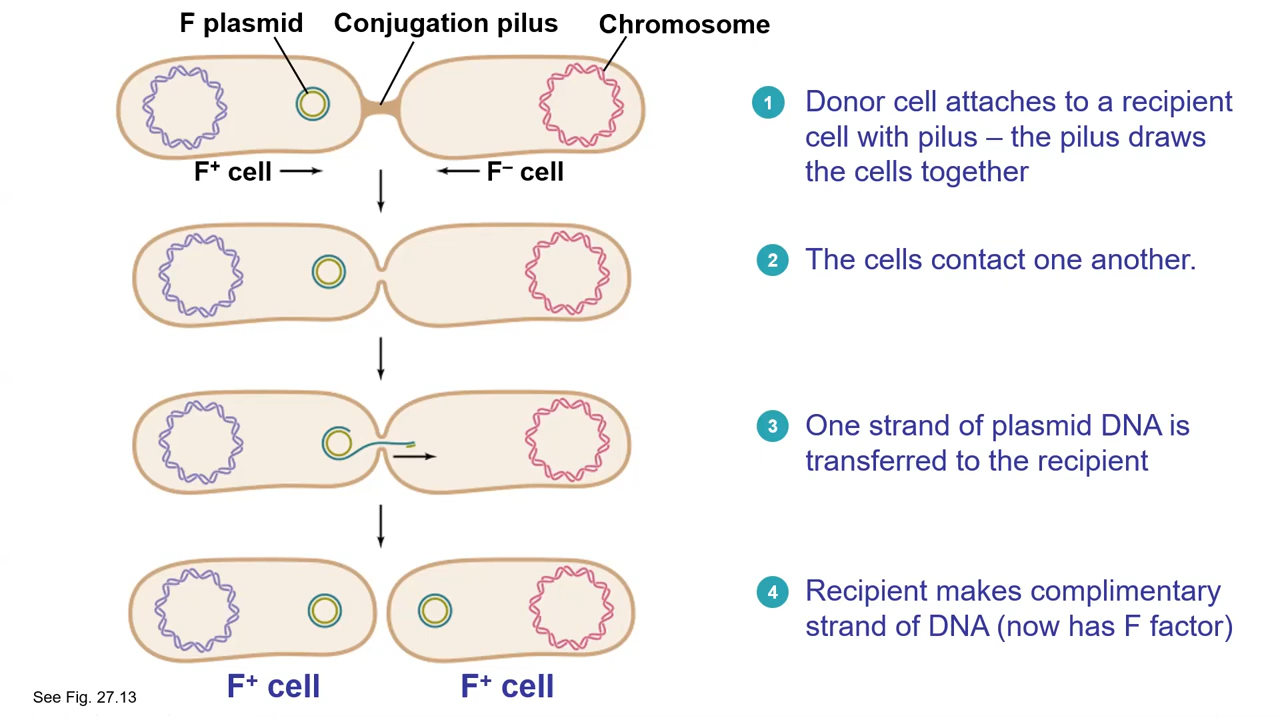 F plasmid
Conjugation pilus
Chromosome
F⁺ cell
F⁻ cell
1
Donor cell attaches to a recipient
cell with pilus – the pilus draws
the cells together
2
The cells contact one another.
3
One strand of plasmid DNA is
transferred to the recipient
4
Recipient makes complimentary
strand of DNA (now has F factor)
F⁺ cell
F⁺ cell
See Fig. 27.13